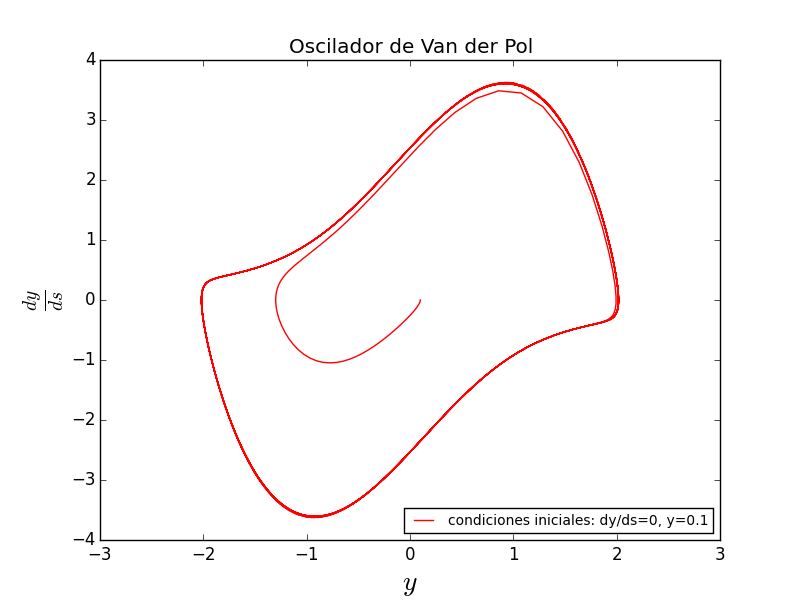 Oscilador de Van der Pol
4
3
2
1
0
−1
−2
−3
−4
dy
ds
condiciones iniciales: dy/ds=0, y=0.1
−3 −2 −1 0 1 2 3
y